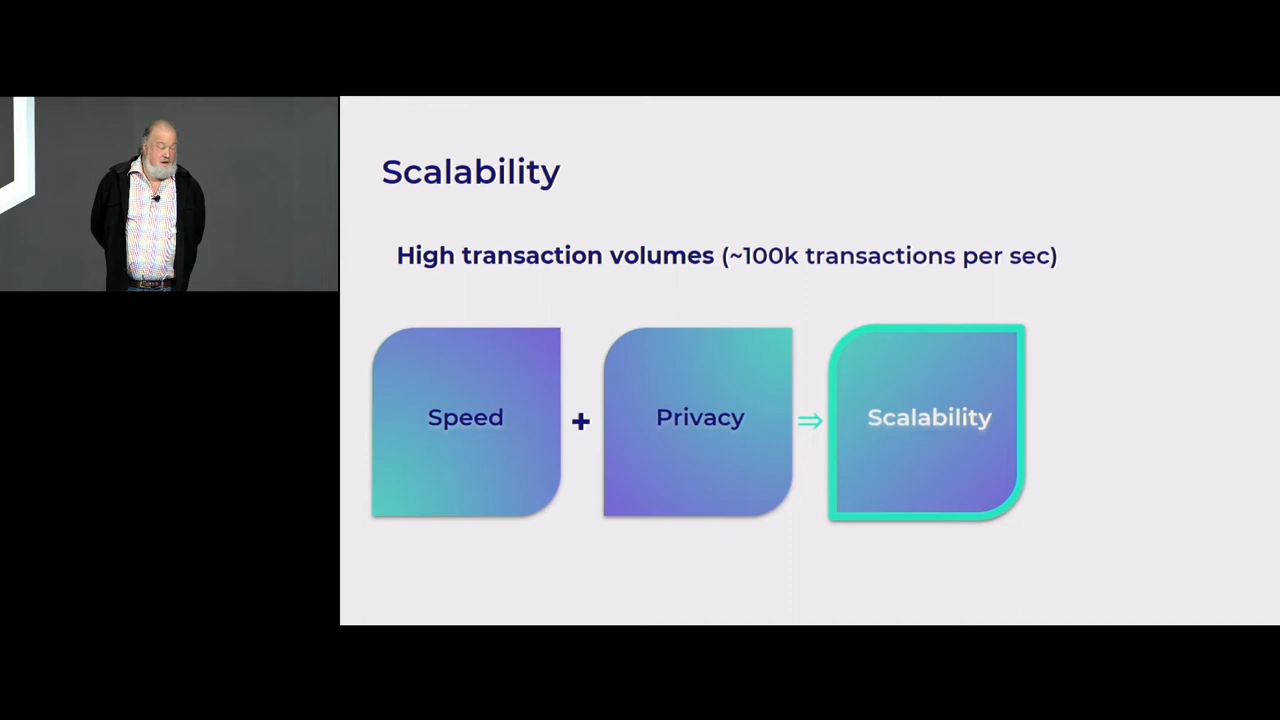 Scalability
High transaction volumes (~100k transactions per sec)
Speed + Privacy ⇒ Scalability